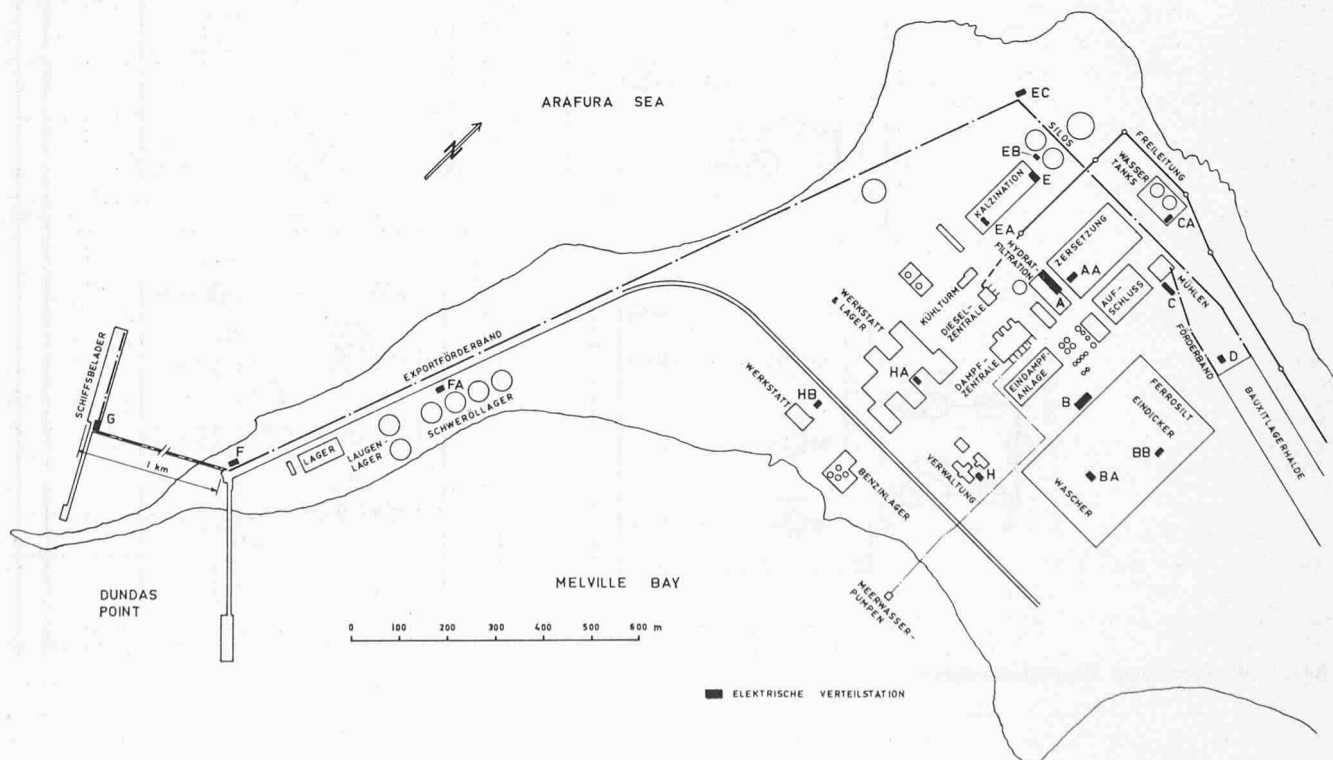 ARAFURA SEA
EC
SILOS
EB
E
KALZINATION
EA
FREILEITUNG
WASSER
TANKS
CA
HYDRAT-
FILTRATION
ZERSETZUNG
AA
A
AUF-
SCHLUSS
MÜHLEN
C
KÜHLTURM
DIESEL-
ZENTRALE
WERKSTATT
& LAGER
HA
DAMPF-
ZENTRALE
EINDAMPF-
ANLAGE
FÖRDERBAND
D
BAUXITLAGERHALDE
B
FERROSILT
EINDICKER
BB
BA
WASCHER
WERKSTATT
HB
VERWALTUNG
H
BENZINLAGER
MEERWASSER-
PUMPEN
EXPORTFÖRDERBAND
FA
SCHWERÖLLAGER
LAUGEN-
LAGER
LAGER
SCHIFFSBELADER
G
F
1 km
DUNDAS
POINT
MELVILLE BAY
0 100 200 300 400 500 600 m
ELEKTRISCHE VERTEILSTATION